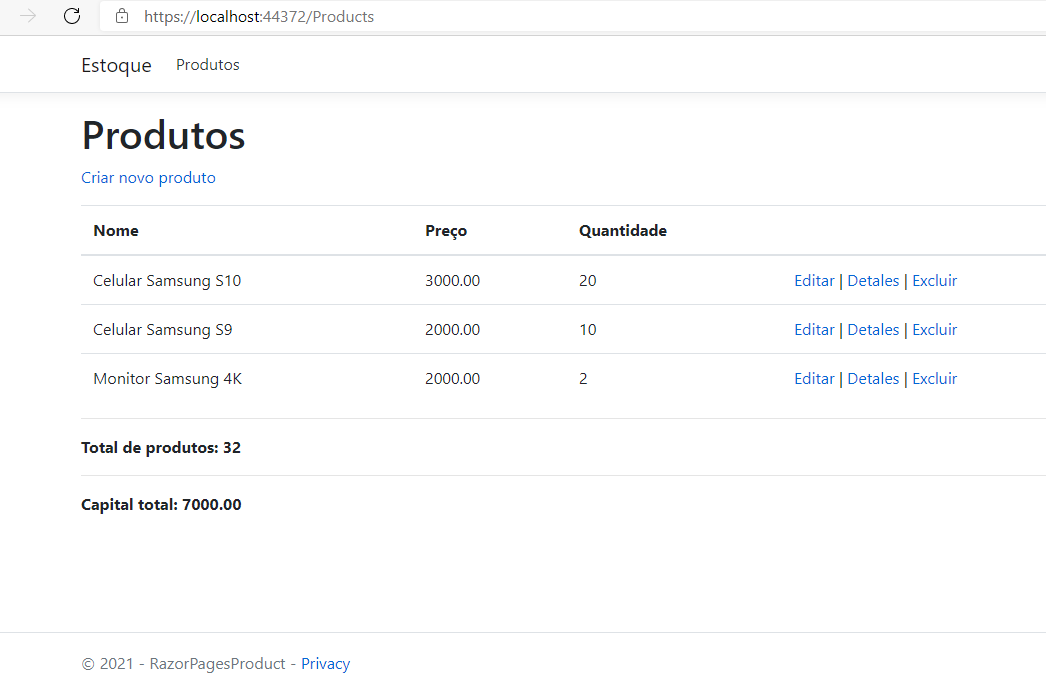 https://localhost:44372/Products
Estoque Produtos
Produtos
Criar novo produto
Nome Preço Quantidade
Celular Samsung S10 3000.00 20 Editar | Detales | Excluir
Celular Samsung S9 2000.00 10 Editar | Detales | Excluir
Monitor Samsung 4K 2000.00 2 Editar | Detales | Excluir
Total de produtos: 32
Capital total: 7000.00
© 2021 - RazorPagesProduct - Privacy